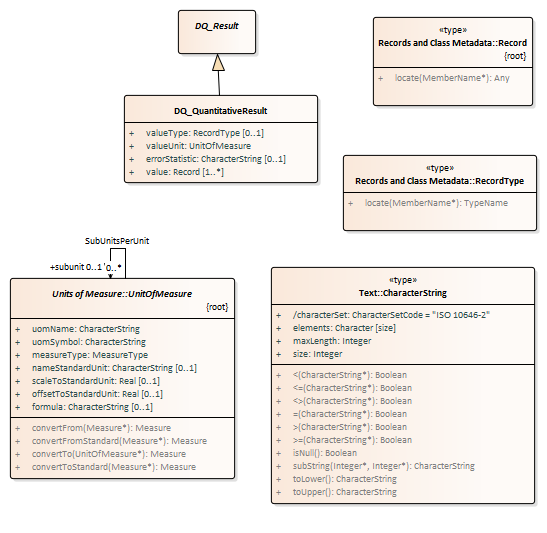 DQ_Result
DQ_QuantitativeResult
+ valueType: RecordType [0..1]
+ valueUnit: UnitOfMeasure
+ errorStatistic: CharacterString [0..1]
+ value: Record [1..*]
«type»
Records and Class Metadata::Record
{root}
+ locate(MemberName*): Any
«type»
Records and Class Metadata::RecordType
+ locate(MemberName*): TypeName
SubUnitsPerUnit
+subunit 0..1 0..*
Units of Measure::UnitOfMeasure
{root}
+ uomName: CharacterString
+ uomSymbol: CharacterString
+ measureType: MeasureType
+ nameStandardUnit: CharacterString [0..1]
+ scaleToStandardUnit: Real [0..1]
+ offsetToStandardUnit: Real [0..1]
+ formula: CharacterString [0..1]
+ convertFrom(Measure*): Measure
+ convertFromStandard(Measure*): Measure
+ convertTo(UnitOfMeasure*): Measure
+ convertToStandard(Measure*): Measure
«type»
Text::CharacterString
+ /characterSet: CharacterSetCode = "ISO 10646-2"
+ elements: Character [size]
+ maxLength: Integer
+ size: Integer
+ <(CharacterString*): Boolean
+ <=(CharacterString*): Boolean
+ <>(CharacterString*): Boolean
+ =(CharacterString*): Boolean
+ >(CharacterString*): Boolean
+ >=(CharacterString*): Boolean
+ isNull(): Boolean
+ subString(Integer*, Integer*): CharacterString
+ toLower(): CharacterString
+ toUpper(): CharacterString